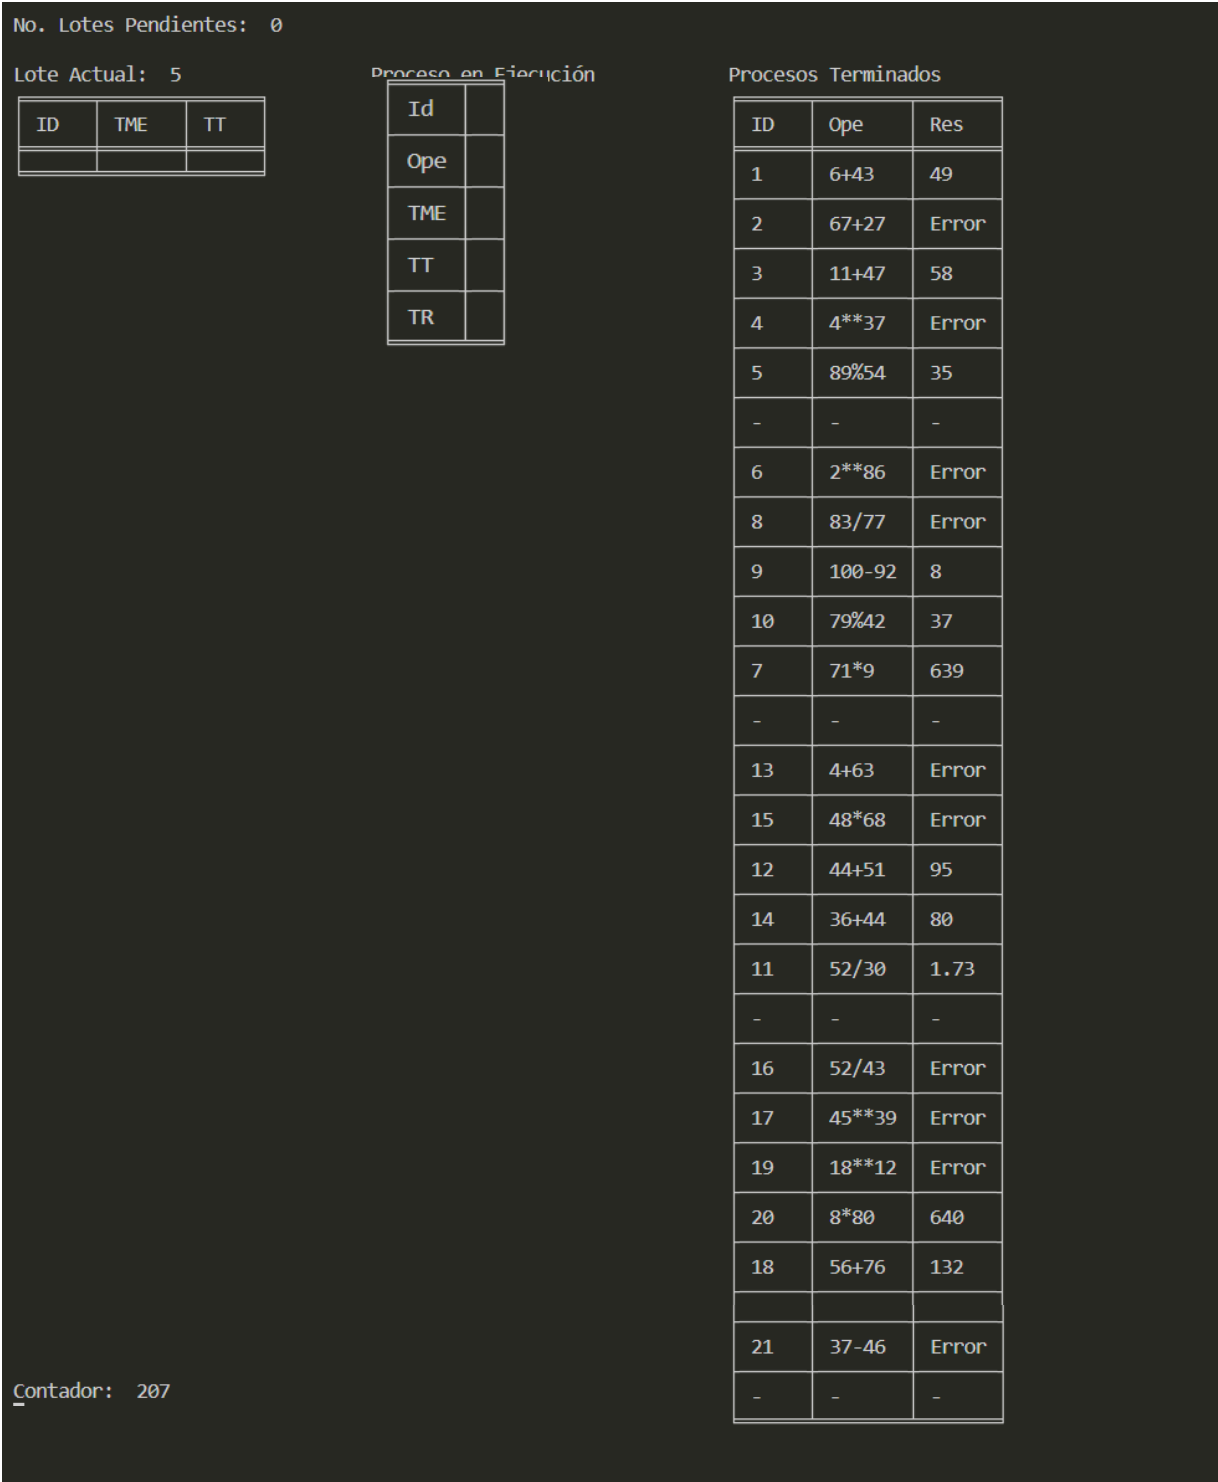 No. Lotes Pendientes: 0
Lote Actual: 5
ID TME TT
Proceso en Ejecución
Id
Ope
TME
TT
TR
Procesos Terminados
ID Ope Res
1 6+43 49
2 67+27 Error
3 11+47 58
4 4**37 Error
5 89%54 35
- - -
6 2**86 Error
8 83/77 Error
9 100-92 8
10 79%42 37
7 71*9 639
- - -
13 4+63 Error
15 48*68 Error
12 44+51 95
14 36+44 80
11 52/30 1.73
- - -
16 52/43 Error
17 45**39 Error
19 18**12 Error
20 8*80 640
18 56+76 132
21 37-46 Error
- - -
Contador: 207